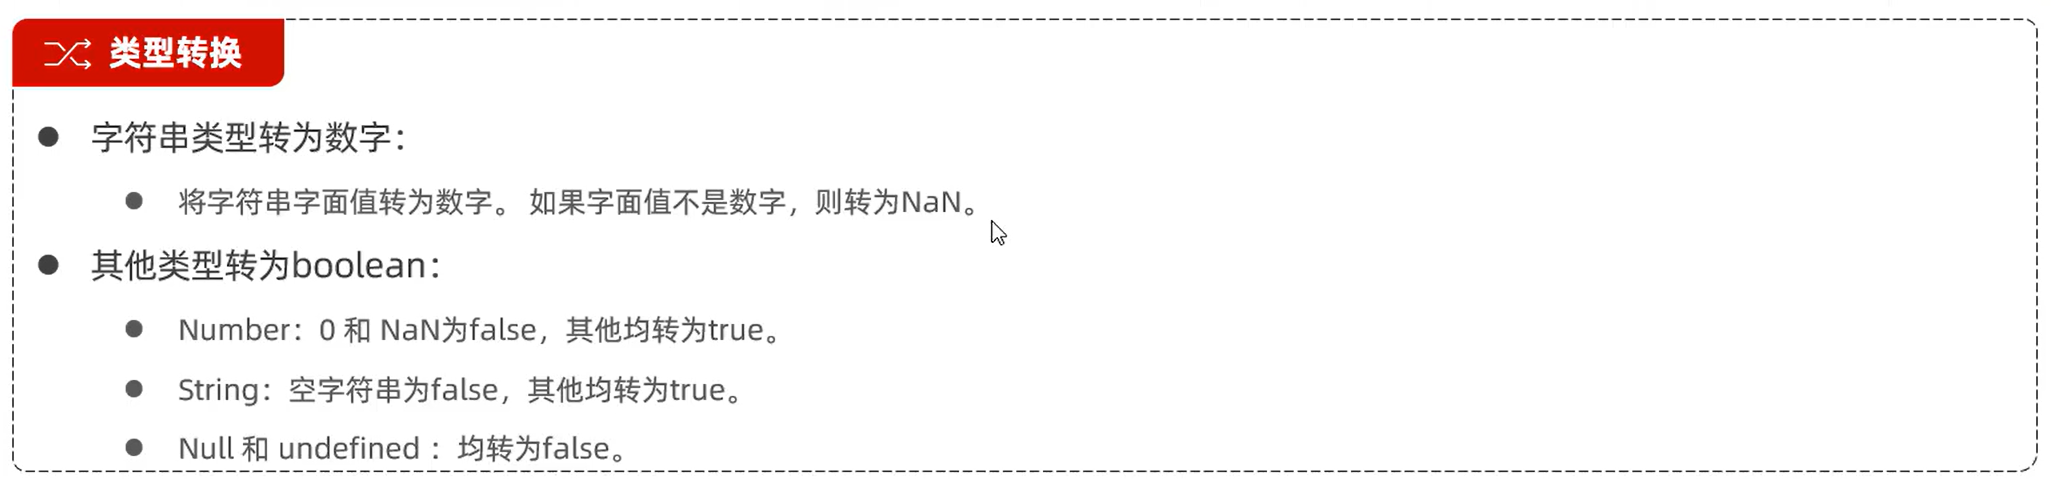 类型转换
字符串类型转为数字：
将字符串字面值转为数字。 如果字面值不是数字，则转为NaN。
其他类型转为boolean：
Number：0 和 NaN为false，其他均转为true。
String：空字符串为false，其他均转为true。
Null 和 undefined ：均转为false。